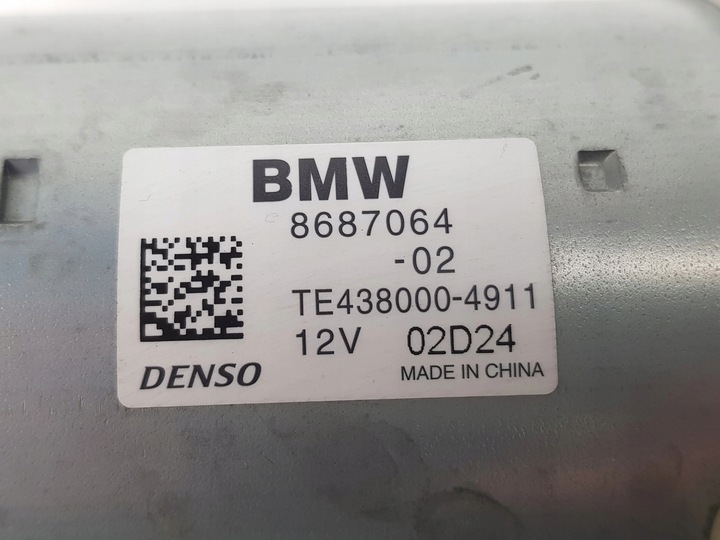 BMW
8687064
-02
TE438000-4911
12V 02D24
DENSO MADE IN CHINA